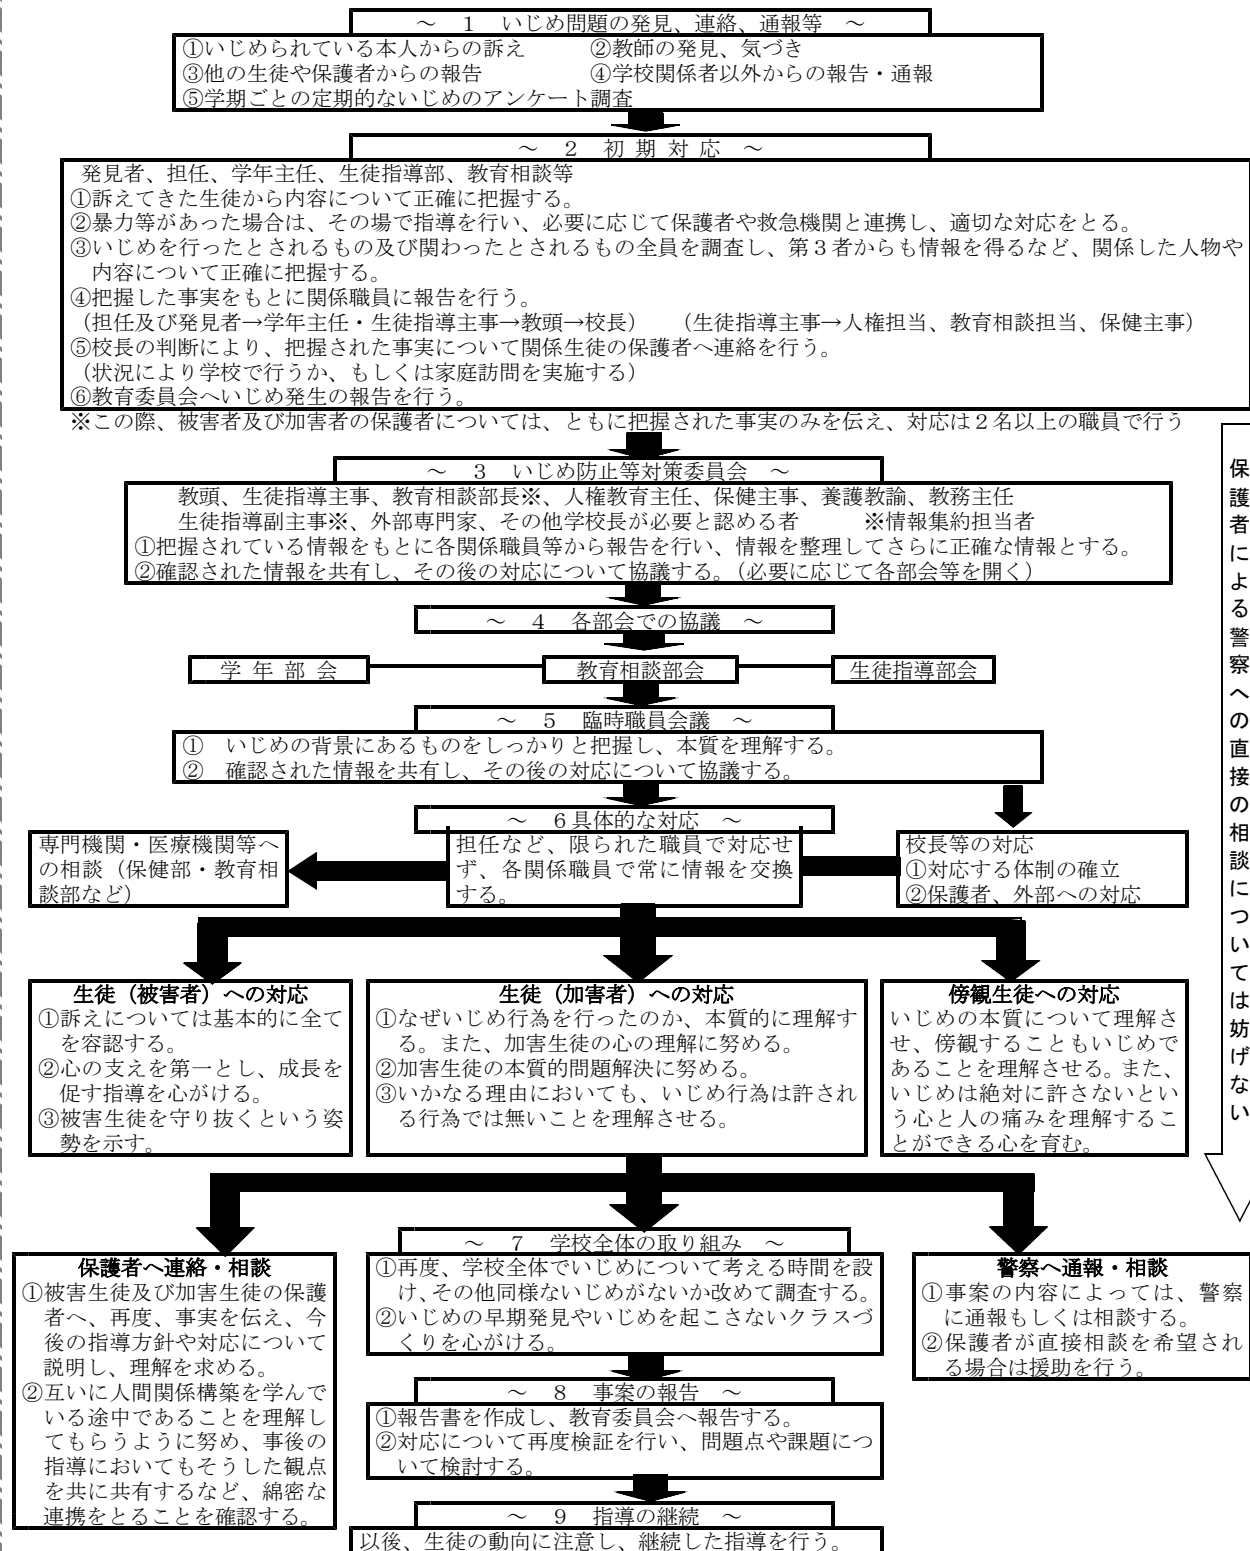 ～　１　いじめ問題の発見、連絡、通報等　～
①いじめられている本人からの訴え　　　②教師の発見、気づき
③他の生徒や保護者からの報告　　　　　④学校関係者以外からの報告・通報
⑤学期ごとの定期的ないじめのアンケート調査
～　２　初 期 対 応　～
発見者、担任、学年主任、生徒指導部、教育相談等
①訴えてきた生徒から内容について正確に把握する。
②暴力等があった場合は、その場で指導を行い、必要に応じて保護者や救急機関と連携し、適切な対応をとる。
③いじめを行ったとされるもの及び関わったとされるもの全員を調査し、第３者からも情報を得るなど、関係した人物や
内容について正確に把握する。
④把握した事実をもとに関係職員に報告を行う。
（担任及び発見者→学年主任・生徒指導主事→教頭→校長）　（生徒指導主事→人権担当、教育相談担当、保健主事）
⑤校長の判断により、把握された事実について関係生徒の保護者へ連絡を行う。
（状況により学校で行うか、もしくは家庭訪問を実施する）
⑥教育委員会へいじめ発生の報告を行う。
※この際、被害者及び加害者の保護者については、ともに把握された事実のみを伝え、対応は２名以上の職員で行う
～　３　いじめ防止等対策委員会　～
教頭、生徒指導主事、教育相談部長※、人権教育主任、保健主事、養護教諭、教務主任
生徒指導副主事※、外部専門家、その他学校長が必要と認める者　　　※情報集約担当者
①把握されている情報をもとに各関係職員等から報告を行い、情報を整理してさらに正確な情報とする。
②確認された情報を共有し、その後の対応について協議する。（必要に応じて各部会等を開く）
～　４　各部会での協議　～
学 年 部 会
教育相談部会
生徒指導部会
～　５　臨時職員会議　～
①　いじめの背景にあるものをしっかりと把握し、本質を理解する。
②　確認された情報を共有し、その後の対応について協議する。
～　６具体的な対応　～
専門機関・医療機関等へ
の相談（保健部・教育相
談部など）
担任など、限られた職員で対応せ
ず、各関係職員で常に情報を交換
する。
校長等の対応
①対応する体制の確立
②保護者、外部への対応
生徒（被害者）への対応
①訴えについては基本的に全て
を容認する。
②心の支えを第一とし、成長を
促す指導を心がける。
③被害生徒を守り抜くという姿
勢を示す。
生徒（加害者）への対応
①なぜいじめ行為を行ったのか、本質的に理解す
る。また、加害生徒の心の理解に努める。
②加害生徒の本質的問題解決に努める。
③いかなる理由においても、いじめ行為は許され
る行為では無いことを理解させる。
傍観生徒への対応
いじめの本質について理解さ
せ、傍観することもいじめで
あることを理解させる。また、
いじめは絶対に許さないとい
う心と人の痛みを理解するこ
とができる心を育む。
保護者による警察への直接の相談については妨げない
保護者へ連絡・相談
①被害生徒及び加害生徒の保護
者へ、再度、事実を伝え、今
後の指導方針や対応について
説明し、理解を求める。
②互いに人間関係構築を学んで
いる途中であることを理解し
てもらうように努め、事後の
指導においてもそうした観点
を共に共有するなど、綿密な
連携をとることを確認する。
～　７　学校全体の取り組み　～
①再度、学校全体でいじめについて考える時間を設
け、その他同様ないじめがないか改めて調査する。
②いじめの早期発見やいじめを起こさないクラスづ
くりを心がける。
警察へ通報・相談
①事案の内容によっては、警察
に通報もしくは相談する。
②保護者が直接相談を希望され
る場合は援助を行う。
～　８　事案の報告　～
①報告書を作成し、教育委員会へ報告する。
②対応について再度検証を行い、問題点や課題につ
いて検討する。
～　９　指導の継続　～
以後、生徒の動向に注意し、継続した指導を行う。